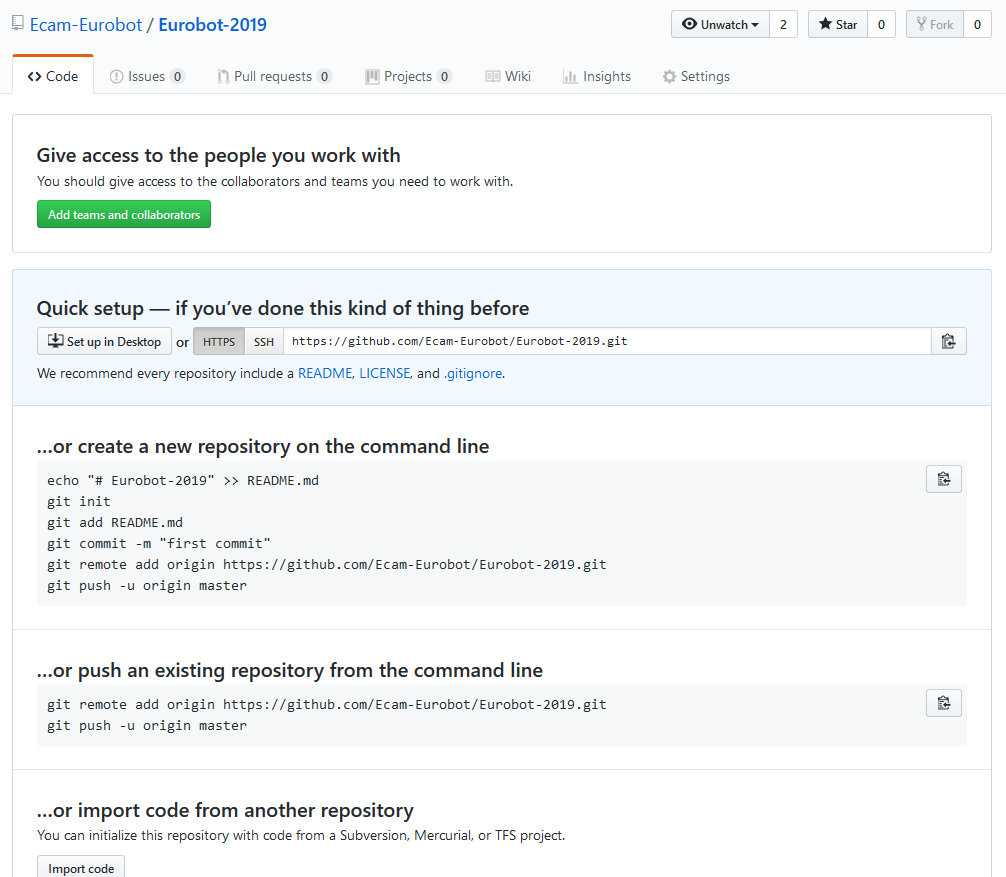 Ecam-Eurobot / Eurobot-2019
Unwatch 2 Star 0 Fork 0
Code Issues 0 Pull requests 0 Projects 0 Wiki Insights Settings
Give access to the people you work with
You should give access to the collaborators and teams you need to work with.
Add teams and collaborators
Quick setup — if you’ve done this kind of thing before
Set up in Desktop or HTTPS SSH https://github.com/Ecam-Eurobot/Eurobot-2019.git
We recommend every repository include a README, LICENSE, and .gitignore.
…or create a new repository on the command line
echo "# Eurobot-2019" >> README.md
git init
git add README.md
git commit -m "first commit"
git remote add origin https://github.com/Ecam-Eurobot/Eurobot-2019.git
git push -u origin master
…or push an existing repository from the command line
git remote add origin https://github.com/Ecam-Eurobot/Eurobot-2019.git
git push -u origin master
…or import code from another repository
You can initialize this repository with code from a Subversion, Mercurial, or TFS project.
Import code